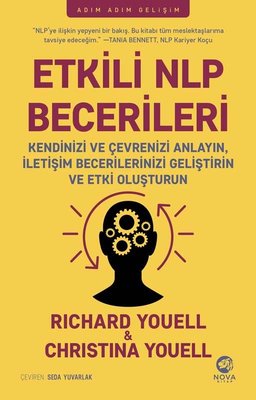 ADIM ADIM GELİŞİM
"NLP'ye ilişkin yepyeni bir bakış. Bu kitabı tüm meslektaşlarıma
tavsiye edeceğim." —TANIA BENNETT, NLP Kariyer Koçu
ETKİLİ NLP
BECERİLERİ
KENDİNİZİ VE ÇEVRENİZİ ANLAYIN,
İLETİŞİM BECERİLERİNİZİ GELİŞTİRİN
VE ETKİ OLUŞTURUN
RICHARD YOUELL
&
CHRISTINA YOUELL
ÇEVİREN SEDA YUVARLAK
NOVA
KİTAP